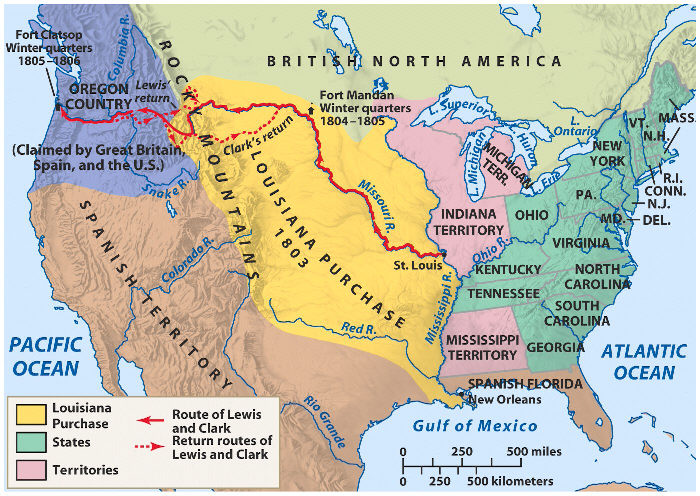 Fort Clatsop
Winter quarters
1805–1806
Columbia R.
OREGON
COUNTRY
Lewis
return
(Claimed by Great Britain,
Spain, and the U.S.)
Snake R.
ROCKY MOUNTAINS
BRITISH NORTH AMERICA
Fort Mandan
Winter quarters
1804–1805
Clark's return
LOUISIANA PURCHASE
1803
Missouri R.
St. Louis
Mississippi R.
Ohio R.
Red R.
Rio Grande
Colorado R.
SPANISH TERRITORY
L. Superior
L. Michigan
L. Huron
L.
Ontario
L. Erie
MICHIGAN
TERR.
INDIANA
TERRITORY
OHIO
KENTUCKY
TENNESSEE
MISSISSIPPI
TERRITORY
GEORGIA
SOUTH
CAROLINA
NORTH
CAROLINA
VIRGINIA
MD.
DEL.
PA.
N.J.
CONN.
R.I.
NEW
YORK
VT.
N.H.
MASS.
SPANISH FLORIDA
New Orleans
PACIFIC
OCEAN
ATLANTIC
OCEAN
Gulf of Mexico
Louisiana
Purchase
States
Territories
Route of Lewis
and Clark
Return routes of
Lewis and Clark
0 250 500 miles
0 250 500 kilometers